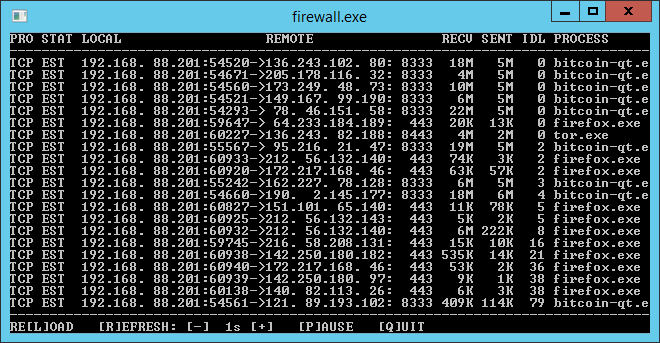 firewall.exe
PRO STAT LOCAL REMOTE RECV SENT IDL PROCESS
TCP EST 192.168. 88.201:54520->136.243.102. 80: 8333 18M 5M 0 bitcoin-qt.e
TCP EST 192.168. 88.201:54671->205.178.116. 32: 8333 4M 5M 0 bitcoin-qt.e
TCP EST 192.168. 88.201:54560->173.249. 48. 73: 8333 10M 5M 0 bitcoin-qt.e
TCP EST 192.168. 88.201:54521->149.167. 99.190: 8333 6M 5M 0 bitcoin-qt.e
TCP EST 192.168. 88.201:54293-> 78. 46.151. 58: 8333 22M 5M 0 bitcoin-qt.e
TCP EST 192.168. 88.201:59647-> 64.233.184.189: 443 20K 13K 0 firefox.exe
TCP EST 192.168. 88.201:60227->136.243. 82.188: 8443 4M 2M 0 tor.exe
TCP EST 192.168. 88.201:55567-> 95.216. 21. 47: 8333 19M 5M 2 bitcoin-qt.e
TCP EST 192.168. 88.201:60933->212. 56.132.140: 443 74K 3K 2 firefox.exe
TCP EST 192.168. 88.201:60920->172.217.168. 46: 443 63K 57K 2 firefox.exe
TCP EST 192.168. 88.201:55242->162.227. 78.128: 8333 6M 5M 3 bitcoin-qt.e
TCP EST 192.168. 88.201:54660->190. 2.145.177: 8333 18M 6M 4 bitcoin-qt.e
TCP EST 192.168. 88.201:60827->151.101. 65.140: 443 11K 78K 5 firefox.exe
TCP EST 192.168. 88.201:60925->212. 56.132.143: 443 5K 2K 5 firefox.exe
TCP EST 192.168. 88.201:60932->212. 56.132.140: 443 6M 222K 8 firefox.exe
TCP EST 192.168. 88.201:59745->216. 58.208.131: 443 15K 10K 16 firefox.exe
TCP EST 192.168. 88.201:60938->142.250.180.182: 443 535K 14K 21 firefox.exe
TCP EST 192.168. 88.201:60940->172.217.168. 46: 443 53K 2K 36 firefox.exe
TCP EST 192.168. 88.201:60939->142.250.180. 97: 443 9K 1K 38 firefox.exe
TCP EST 192.168. 88.201:60138->140. 82.113. 26: 443 6K 3K 38 firefox.exe
TCP EST 192.168. 88.201:54561->121. 89.193.102: 8333 409K 114K 79 bitcoin-qt.e
RE[L]OAD [R]EFRESH: [-] 1s [+] [P]AUSE [Q]UIT